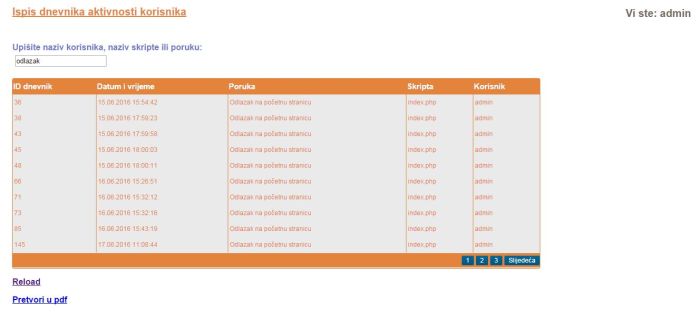 Ispis dnevnika aktivnosti korisnika
Vi ste: admin
Upišite naziv korisnika, naziv skripte ili poruku:
odlazak
ID dnevnik Datum i vrijeme Poruka Skripta Korisnik
36 15.06.2016 15:54:42 Odlazak na početnu stranicu index.php admin
38 15.06.2016 17:59:23 Odlazak na početnu stranicu index.php admin
43 15.06.2016 17:59:58 Odlazak na početnu stranicu index.php admin
45 15.06.2016 18:00:03 Odlazak na početnu stranicu index.php admin
48 15.06.2016 18:00:11 Odlazak na početnu stranicu index.php admin
66 16.06.2016 15:26:51 Odlazak na početnu stranicu index.php admin
71 16.06.2016 15:32:12 Odlazak na početnu stranicu index.php admin
73 16.06.2016 15:32:16 Odlazak na početnu stranicu index.php admin
85 16.06.2016 15:43:19 Odlazak na početnu stranicu index.php admin
145 17.06.2016 11:08:44 Odlazak na početnu stranicu index.php admin
1 2 3 Slijedeća
Reload
Pretvori u pdf